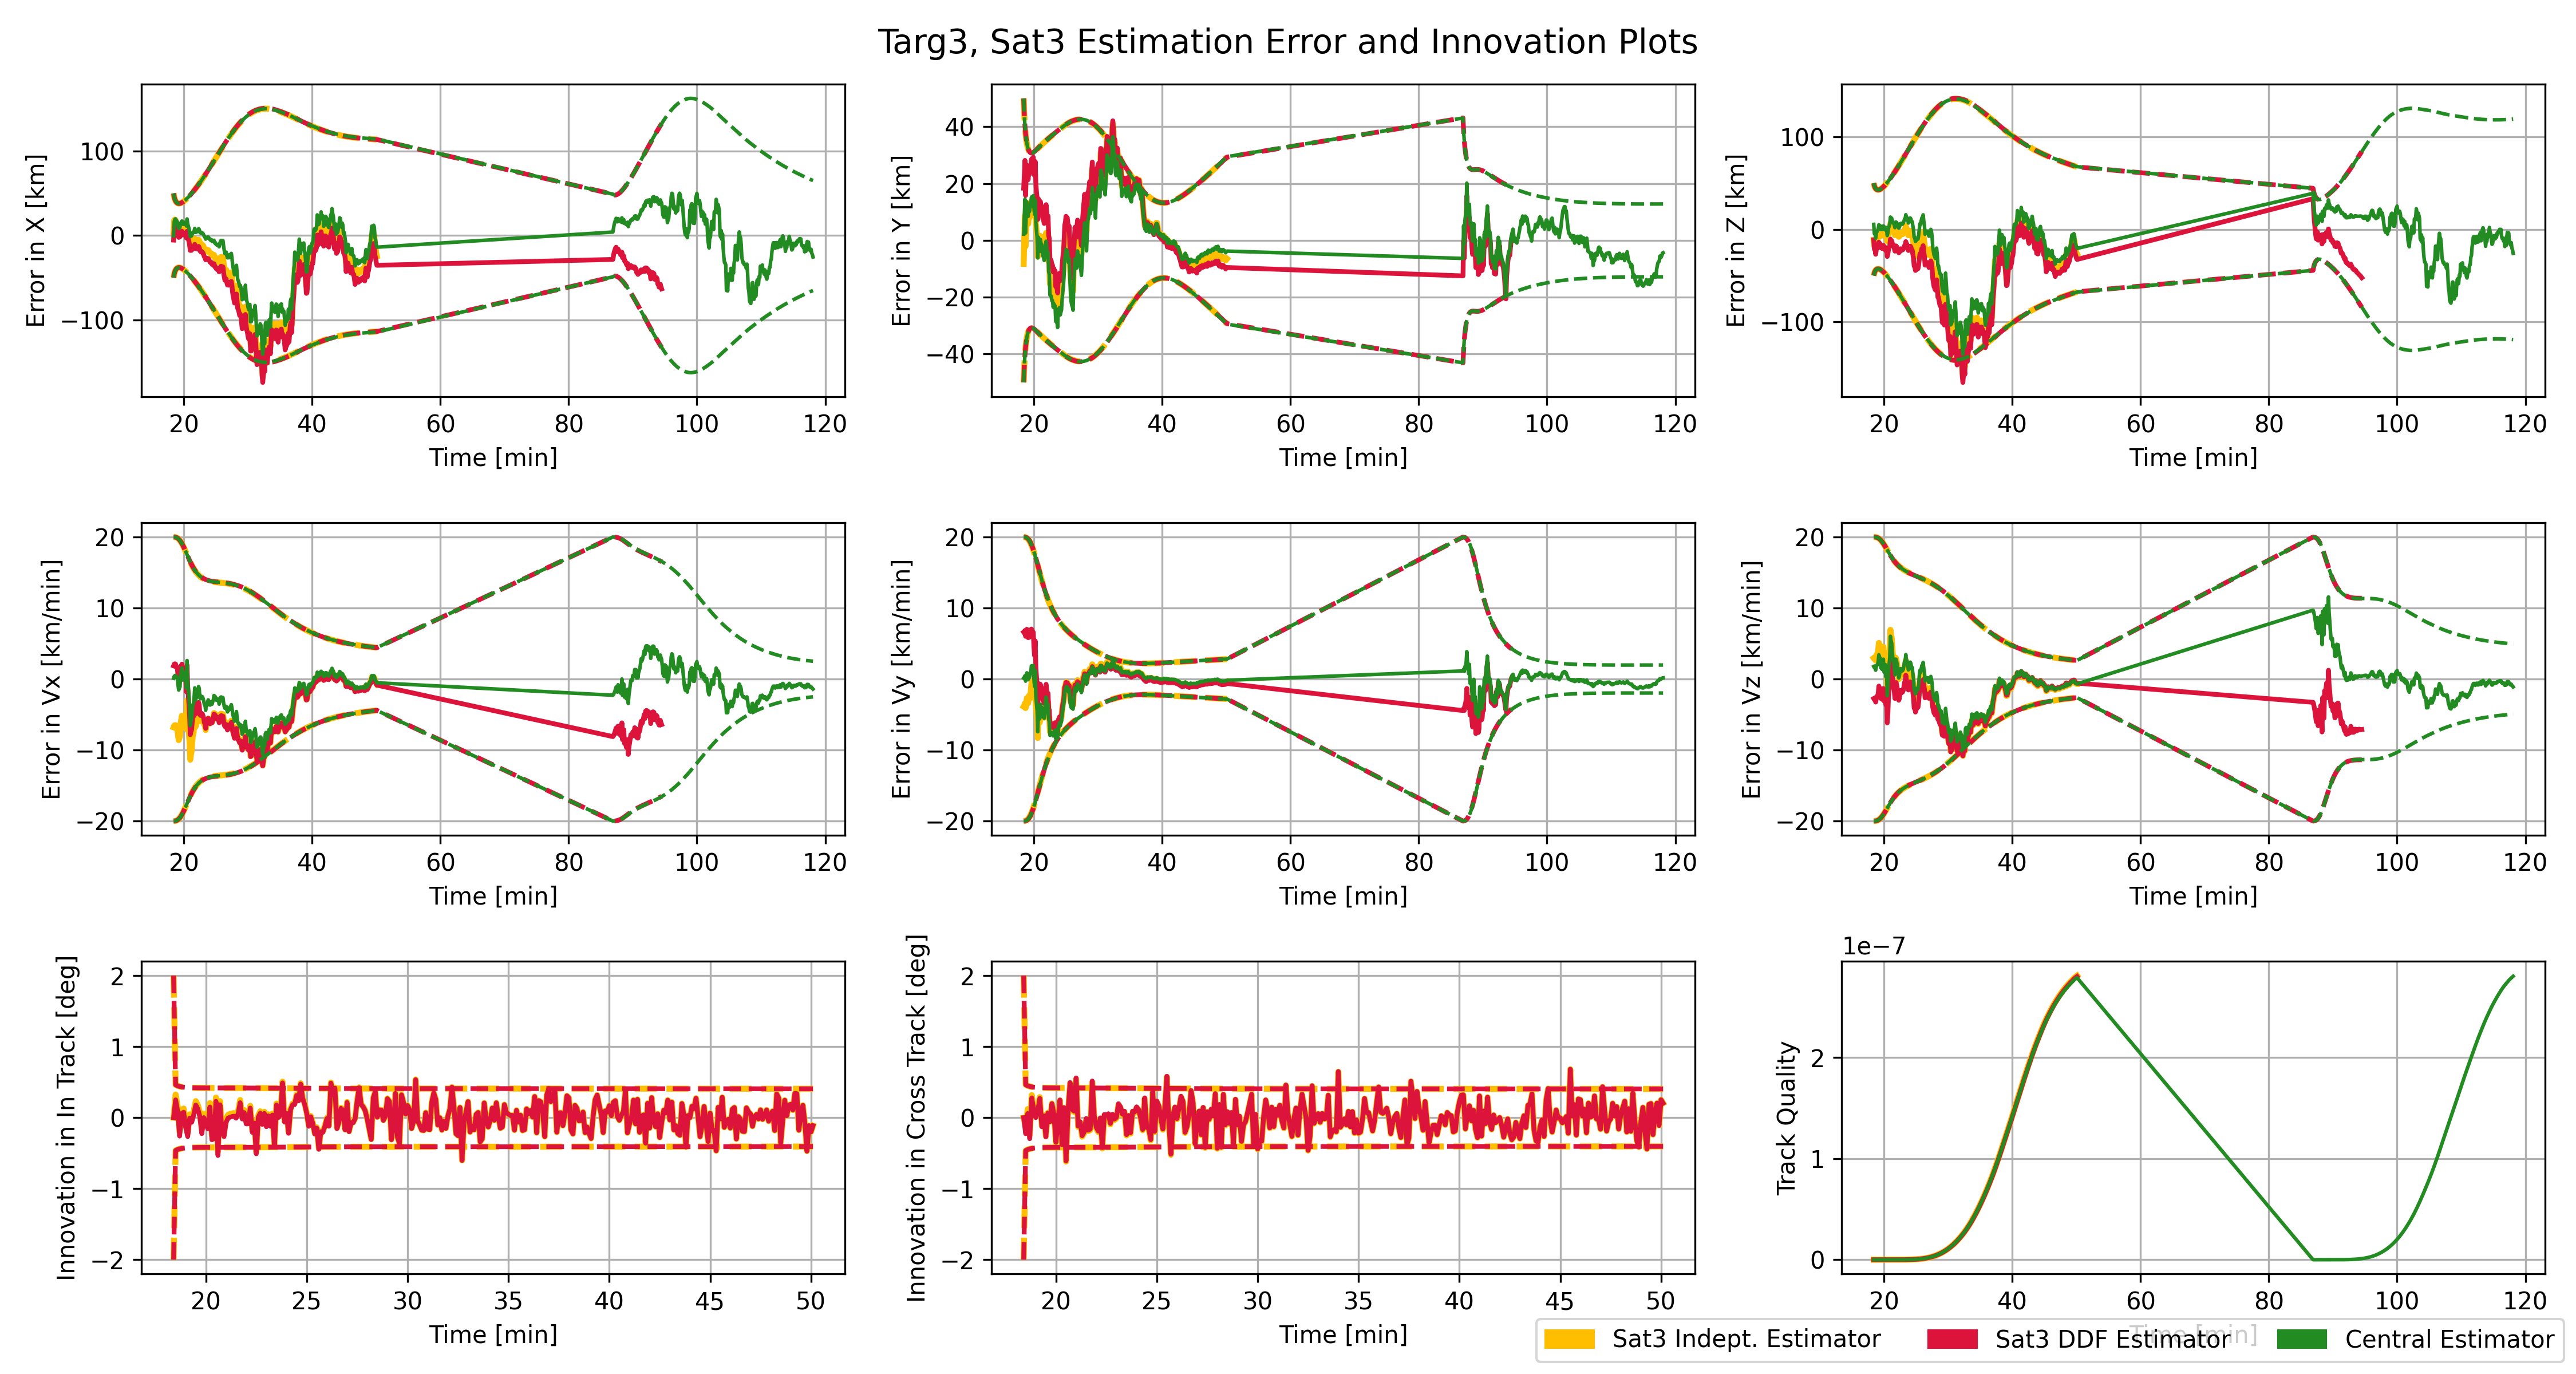 Targ3, Sat3 Estimation Error and Innovation Plots
Error in X [km]
100
0
−100
20 40 60 80 100 120
Time [min]
Error in Y [km]
40
20
0
−20
−40
20 40 60 80 100 120
Time [min]
Error in Z [km]
100
0
−100
20 40 60 80 100 120
Time [min]
Error in Vx [km/min]
20
10
0
−10
−20
20 40 60 80 100 120
Time [min]
Error in Vy [km/min]
20
10
0
−10
−20
20 40 60 80 100 120
Time [min]
Error in Vz [km/min]
20
10
0
−10
−20
20 40 60 80 100 120
Time [min]
Innovation in In Track [deg]
2
1
0
−1
−2
20 25 30 35 40 45 50
Time [min]
Innovation in Cross Track [deg]
2
1
0
−1
−2
20 25 30 35 40 45 50
Time [min]
1e−7
Track Quality
2
1
0
20 40 60 80 100 120
Time [min]
Sat3 Indept. Estimator Sat3 DDF Estimator Central Estimator